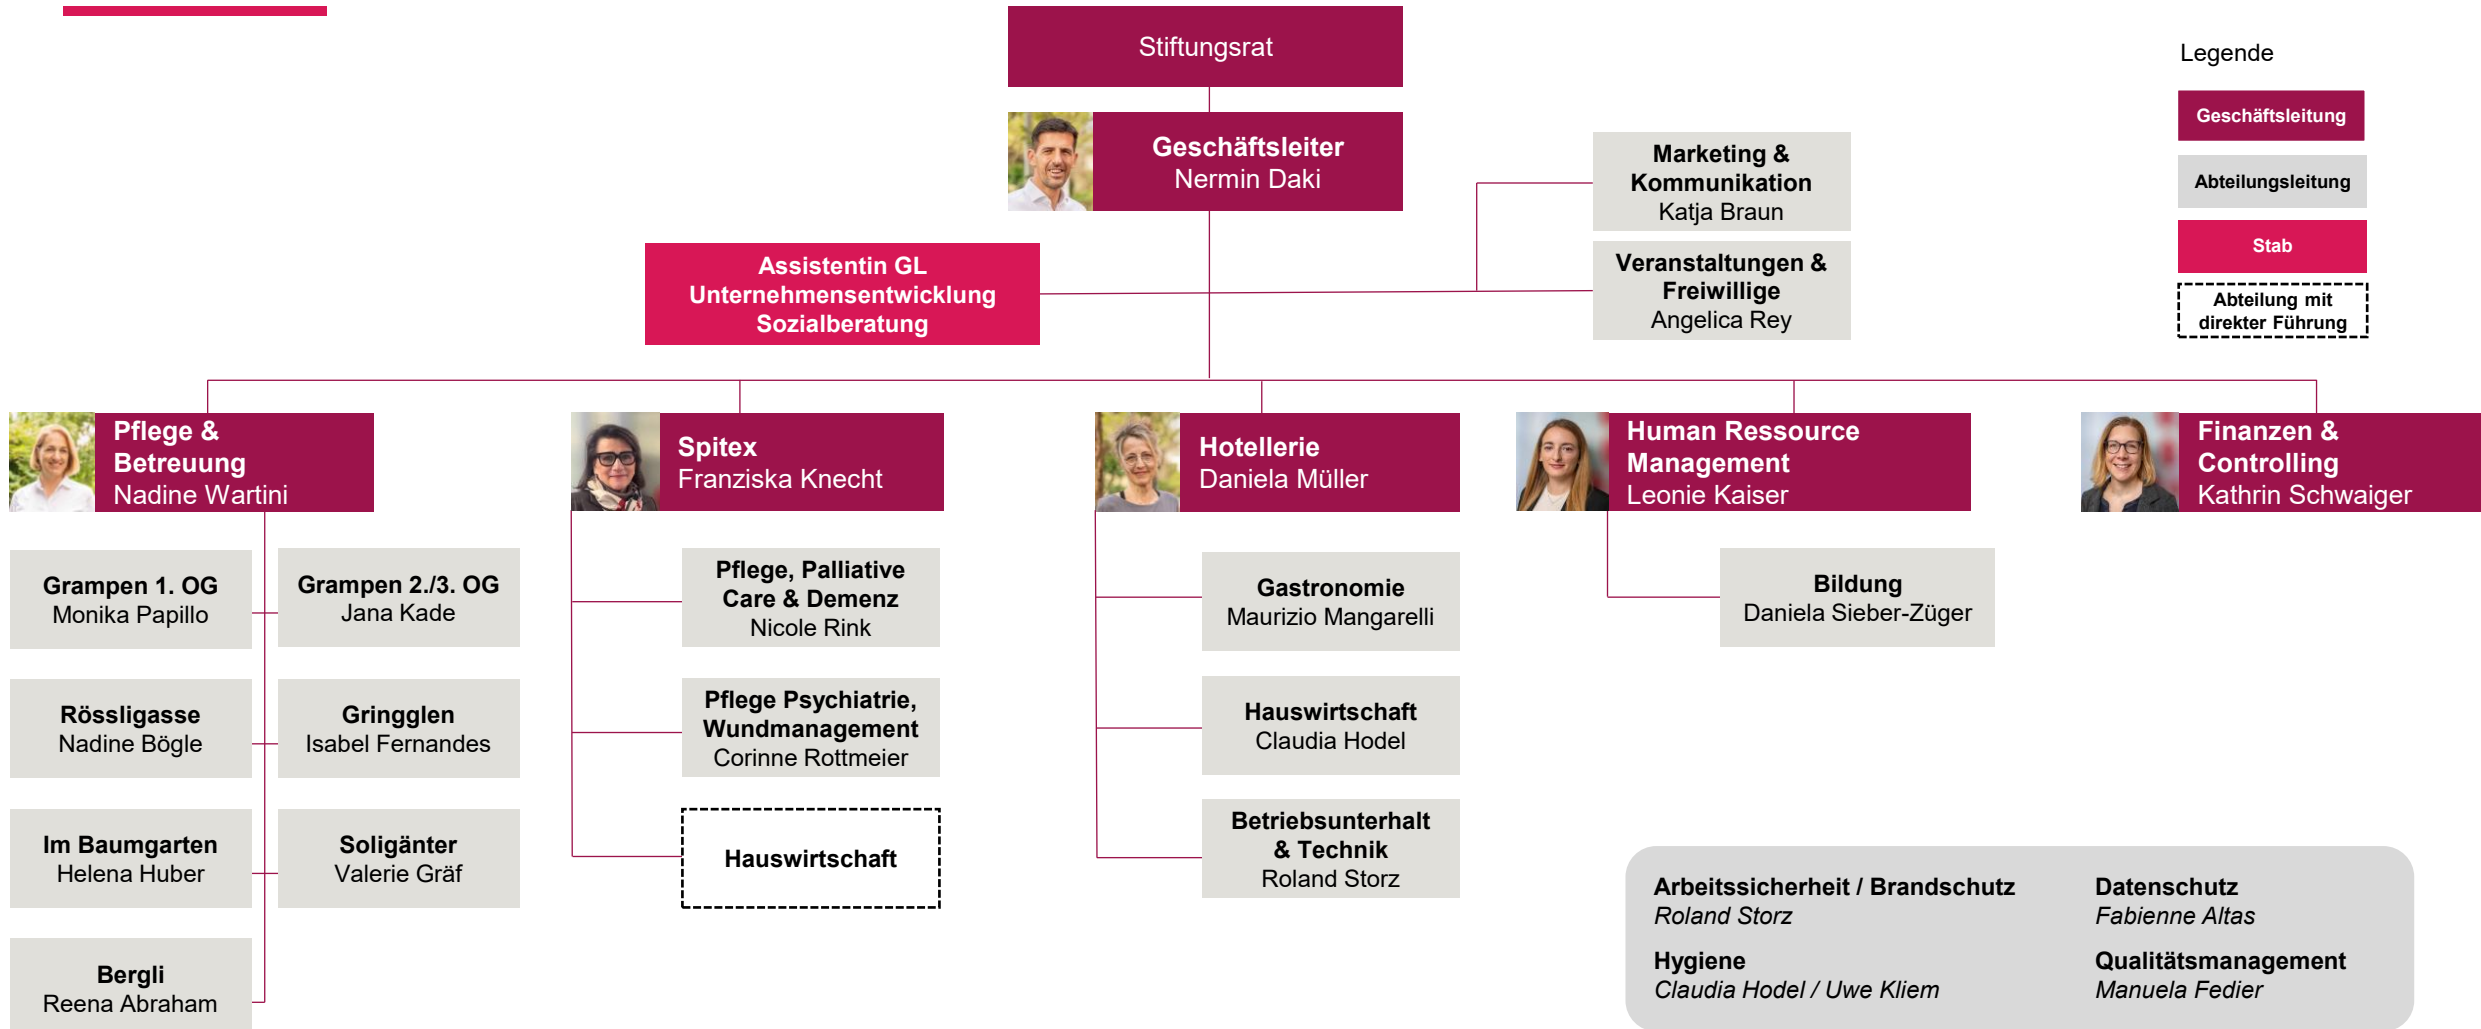 Stiftungsrat
Legende
Geschäftsleitung
Abteilungsleitung
Stab
Abteilung mit
direkter Führung
Geschäftsleiter
Nermin Daki
Marketing &
Kommunikation
Katja Braun
Veranstaltungen &
Freiwillige
Angelica Rey
Assistentin GL
Unternehmensentwicklung
Sozialberatung
Pflege &
Betreuung
Nadine Wartini
Spitex
Franziska Knecht
Hotellerie
Daniela Müller
Human Ressource
Management
Leonie Kaiser
Finanzen &
Controlling
Kathrin Schwaiger
Grampen 1. OG
Monika Papillo
Grampen 2./3. OG
Jana Kade
Rössligasse
Nadine Bögle
Gringglen
Isabel Fernandes
Im Baumgarten
Helena Huber
Soligänter
Valerie Gräf
Bergli
Reena Abraham
Pflege, Palliative
Care & Demenz
Nicole Rink
Pflege Psychiatrie,
Wundmanagement
Corinne Rottmeier
Hauswirtschaft
Gastronomie
Maurizio Mangarelli
Hauswirtschaft
Claudia Hodel
Betriebsunterhalt
& Technik
Roland Storz
Bildung
Daniela Sieber-Züger
Arbeitssicherheit / Brandschutz
Roland Storz
Datenschutz
Fabienne Altas
Hygiene
Claudia Hodel / Uwe Kliem
Qualitätsmanagement
Manuela Fedier